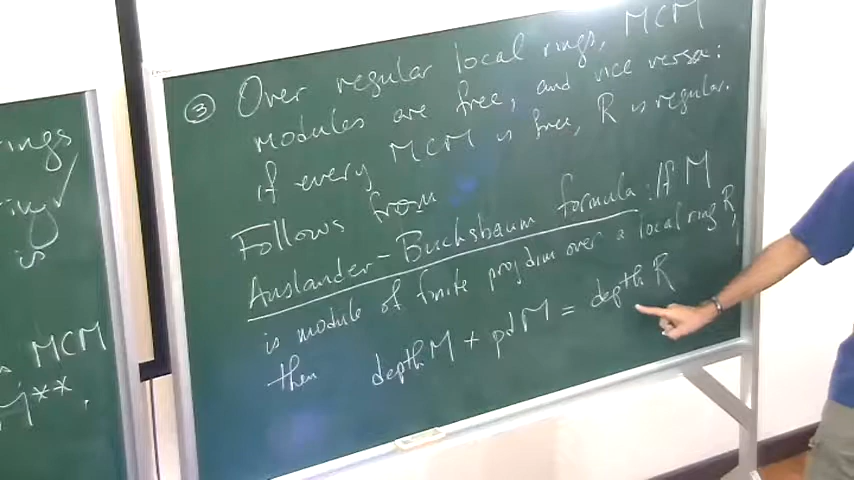 rings
MCM
M**.
③ Over regular local rings, MCM
modules are free, and vice versa:
if every MCM is free, R is regular.
Follows from
Auslander-Buchsbaum formula: If M
is module of finite proj dim over a local ring R,
then depth M + pd M = depth R